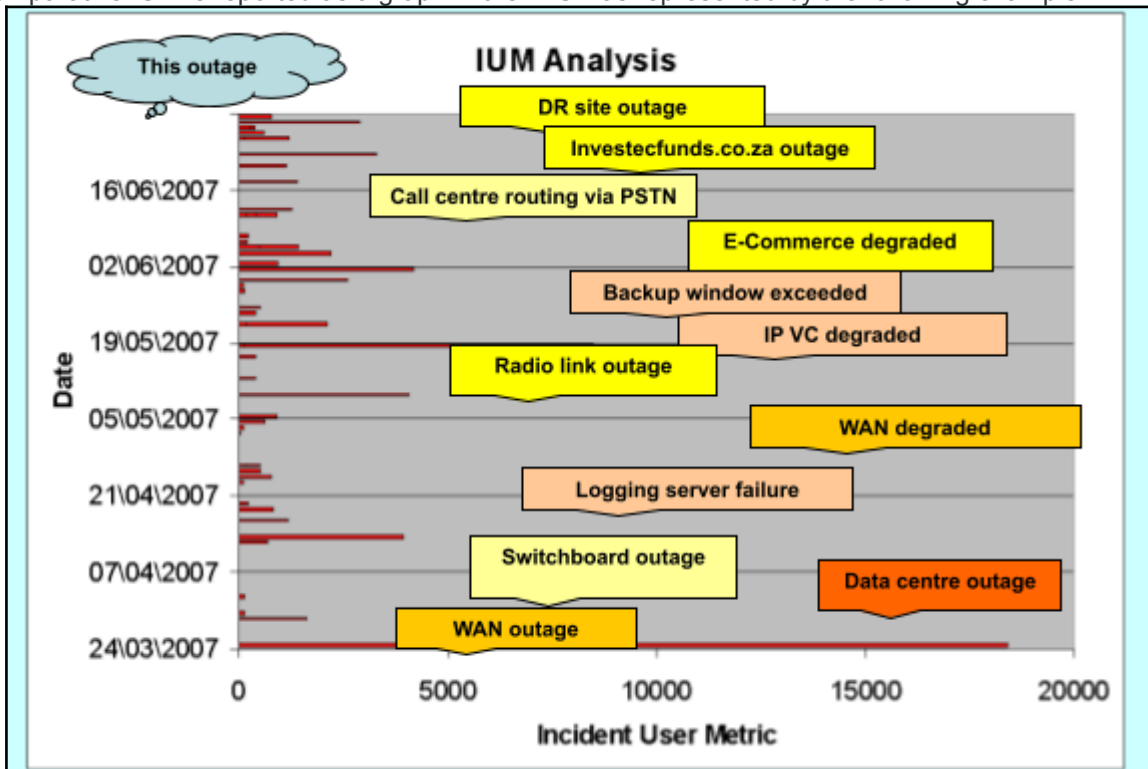 IUM Analysis
This outage
DR site outage
Investecfunds.co.za outage
Call centre routing via PSTN
E-Commerce degraded
Backup window exceeded
IP VC degraded
Radio link outage
WAN degraded
Logging server failure
Switchboard outage
Data centre outage
WAN outage
Date
16\06\2007
02\06\2007
19\05\2007
05\05\2007
21\04\2007
07\04\2007
24\03\2007
0 5000 10000 15000 20000
Incident User Metric